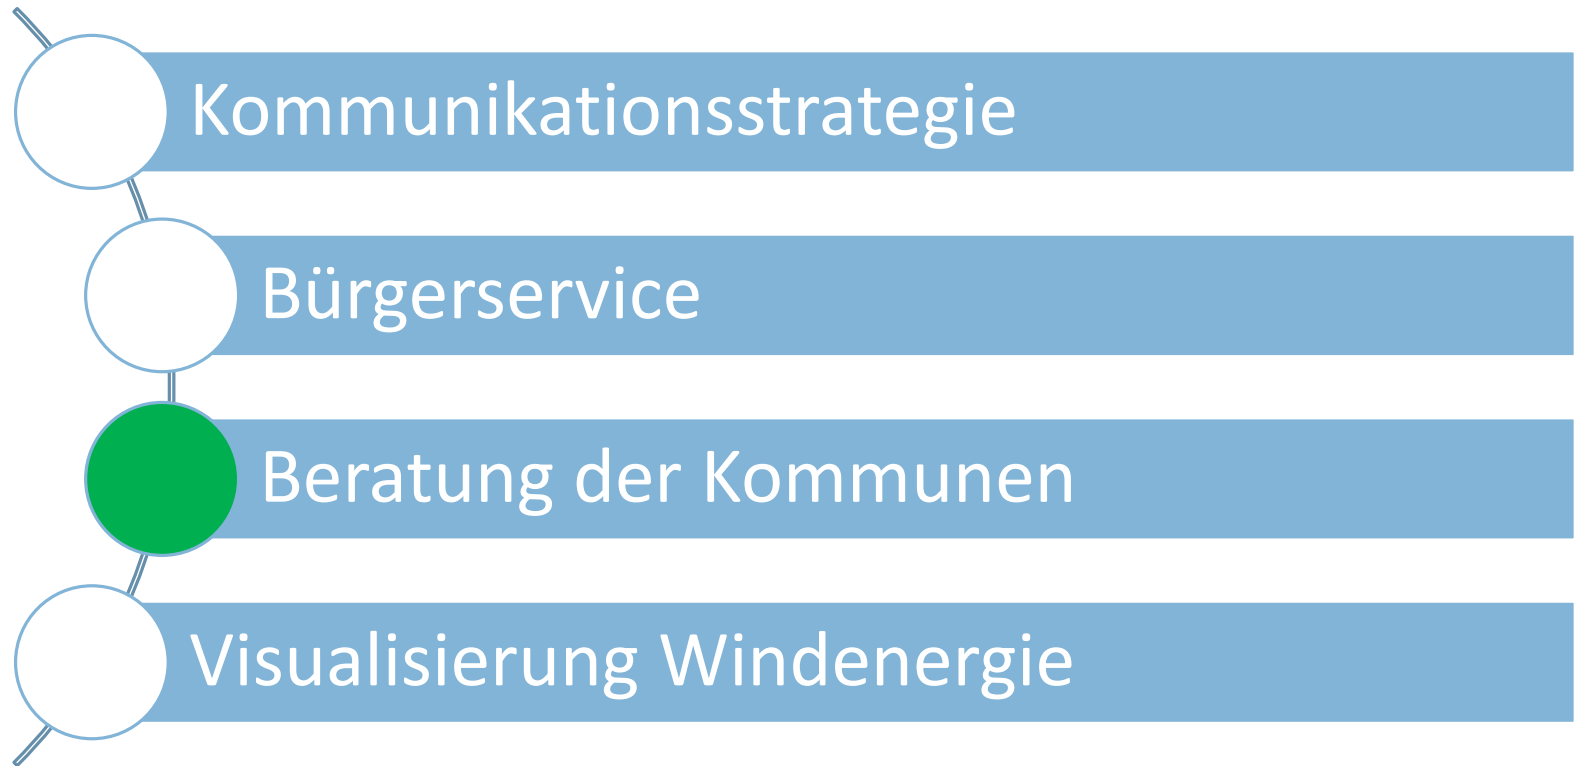 Kommunikationsstrategie
Bürgerservice
Beratung der Kommunen
Visualisierung Windenergie